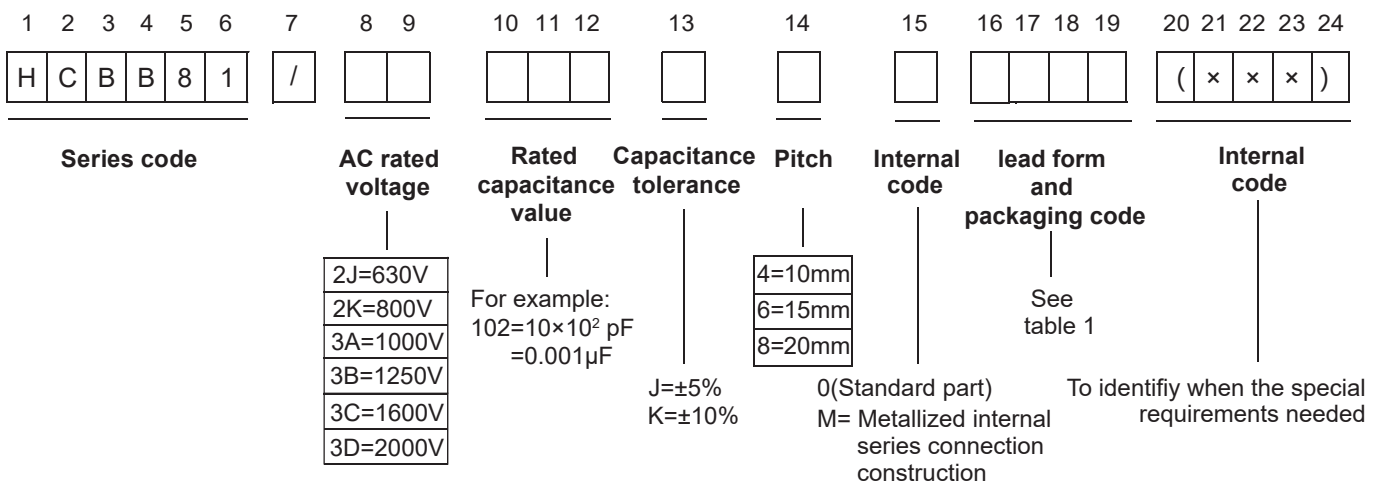 1 2 3 4 5 6 7 8 9 10 11 12 13 14 15 16 17 18 19 20 21 22 23 24
H C B B 8 1 / ( × × × )
Series code
AC rated
voltage
2J=630V
2K=800V
3A=1000V
3B=1250V
3C=1600V
3D=2000V
Rated
capacitance
value
For example:
102=10×10² pF
=0.001µF
Capacitance
tolerance
J=±5%
K=±10%
Pitch
4=10mm
6=15mm
8=20mm
Internal
code
0(Standard part)
M= Metallized internal
series connection
construction
lead form
and
packaging code
See
table 1
Internal
code
To identifiy when the special
requirements needed